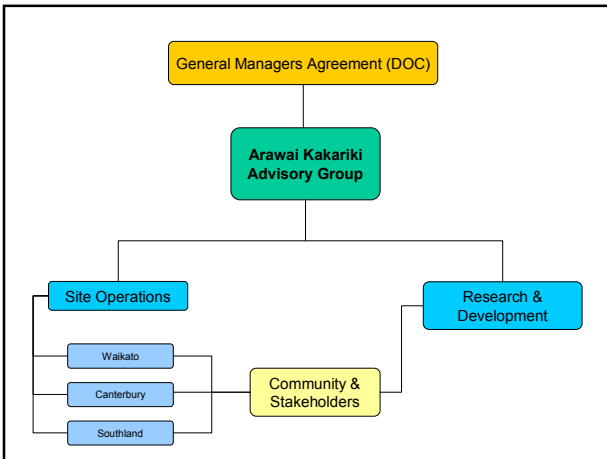 General Managers Agreement (DOC)
Arawai Kakariki
Advisory Group
Site Operations
Research &
Development
Waikato
Canterbury
Southland
Community &
Stakeholders